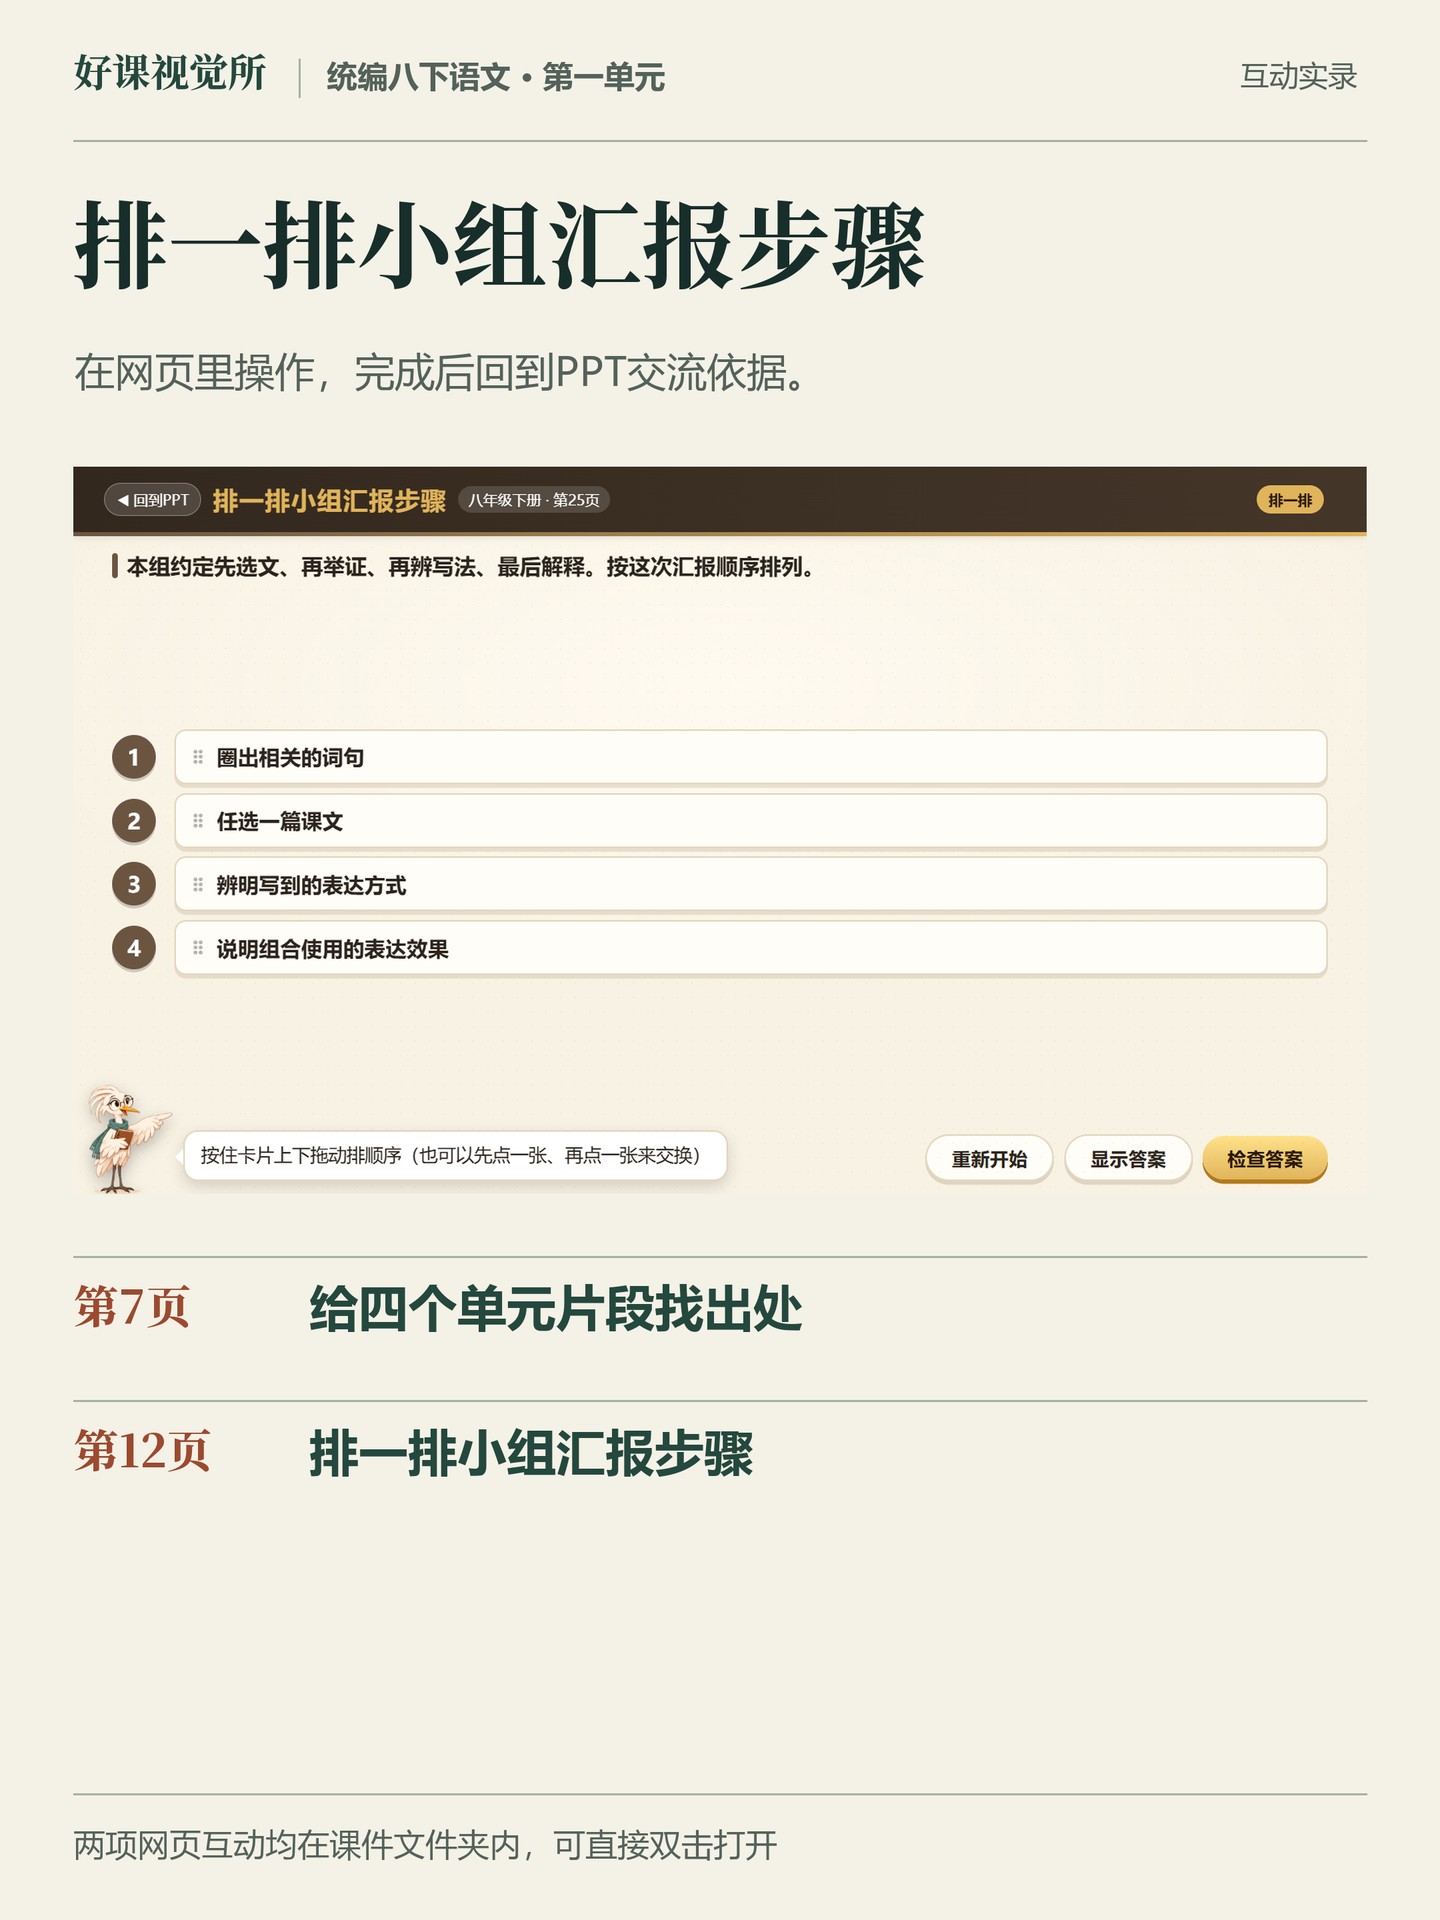 好课视觉所
统编八下语文·第一单元
互动实录
排一排小组汇报步骤
在网页里操作，完成后回到PPT交流依据。
◀ 回到PPT
排一排小组汇报步骤
八年级下册 · 第25页
排一排
本组约定先选文、再举证、再辨写法、最后解释。按这次汇报顺序排列。
1 圈出相关的词句
2 任选一篇课文
3 辨明写到的表达方式
4 说明组合使用的表达效果
按住卡片上下拖动排顺序（也可以先点一张、再点一张来交换）
重新开始
显示答案
检查答案
第7页 给四个单元片段找出处
第12页 排一排小组汇报步骤
两项网页互动均在课件文件夹内，可直接双击打开